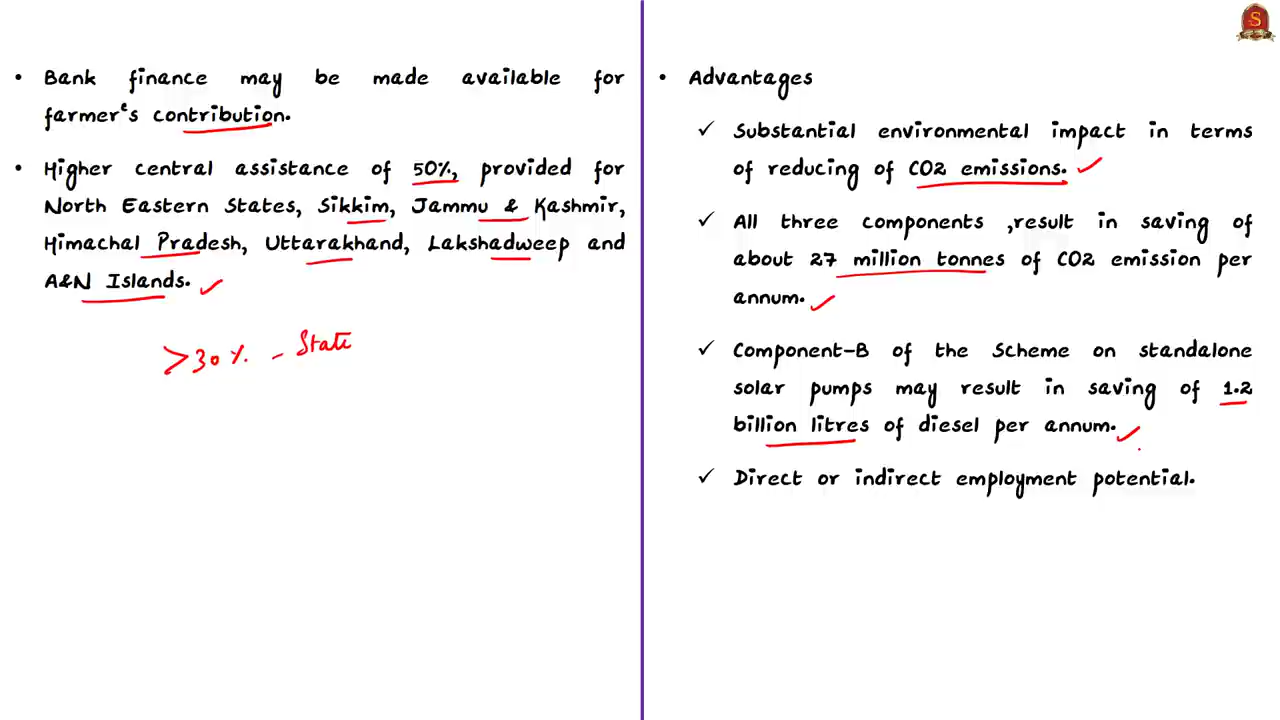 • Bank finance may be made available for
farmer's contribution.
• Higher central assistance of 50%, provided for
North Eastern States, Sikkim, Jammu & Kashmir,
Himachal Pradesh, Uttarakhand, Lakshadweep and
A&N Islands.
>30% - State
• Advantages
✓ Substantial environmental impact in terms
of reducing of CO2 emissions.
✓ All three components ,result in saving of
about 27 million tonnes of CO2 emission per
annum.
✓ Component-B of the Scheme on standalone
solar pumps may result in saving of 1.2
billion litres of diesel per annum.
✓ Direct or indirect employment potential.
S